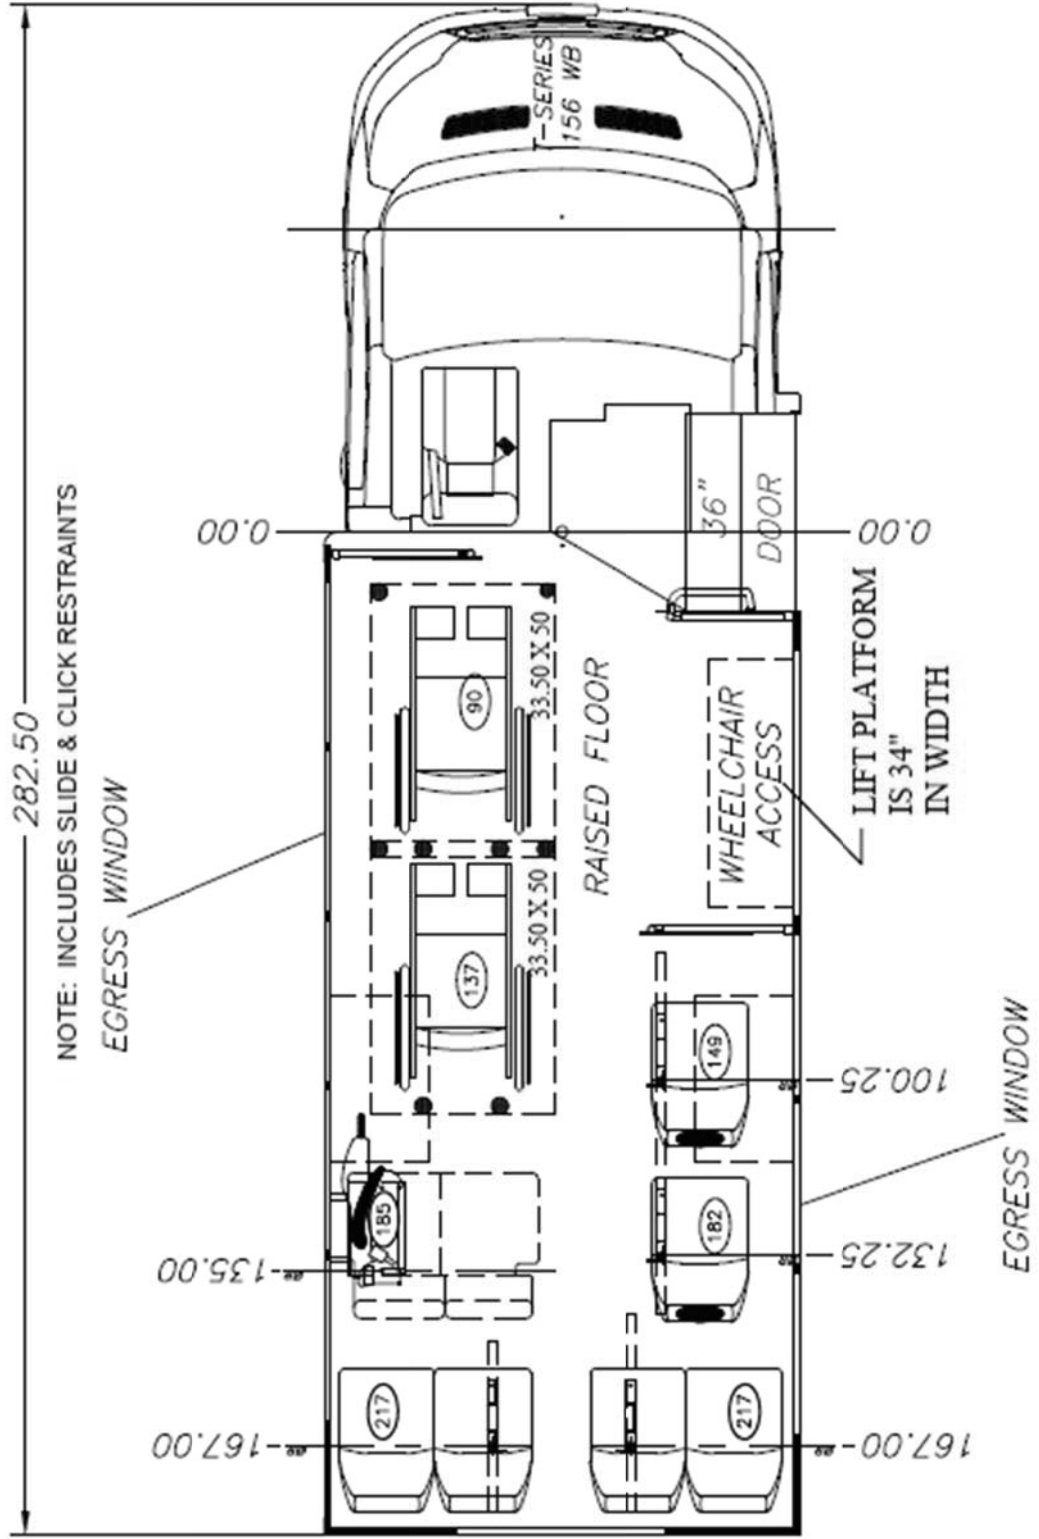 282.50
NOTE: INCLUDES SLIDE & CLICK RESTRAINTS
EGRESS WINDOW
T-SERIES
156 WB
0.00
0.00
36"
DOOR
90
33.50 X 50
137
33.50 X 50
RAISED FLOOR
WHEELCHAIR
ACCESS
LIFT PLATFORM
IS 34"
IN WIDTH
149
100.25
182
132.25
EGRESS WINDOW
185
135.00
217
167.00
217
167.00